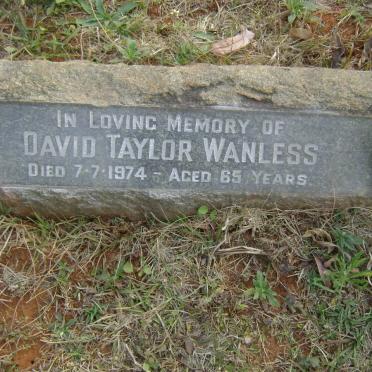 In Loving Memory of
David Taylor Wanless
Died 7·7·1974 - Aged 65 Years.